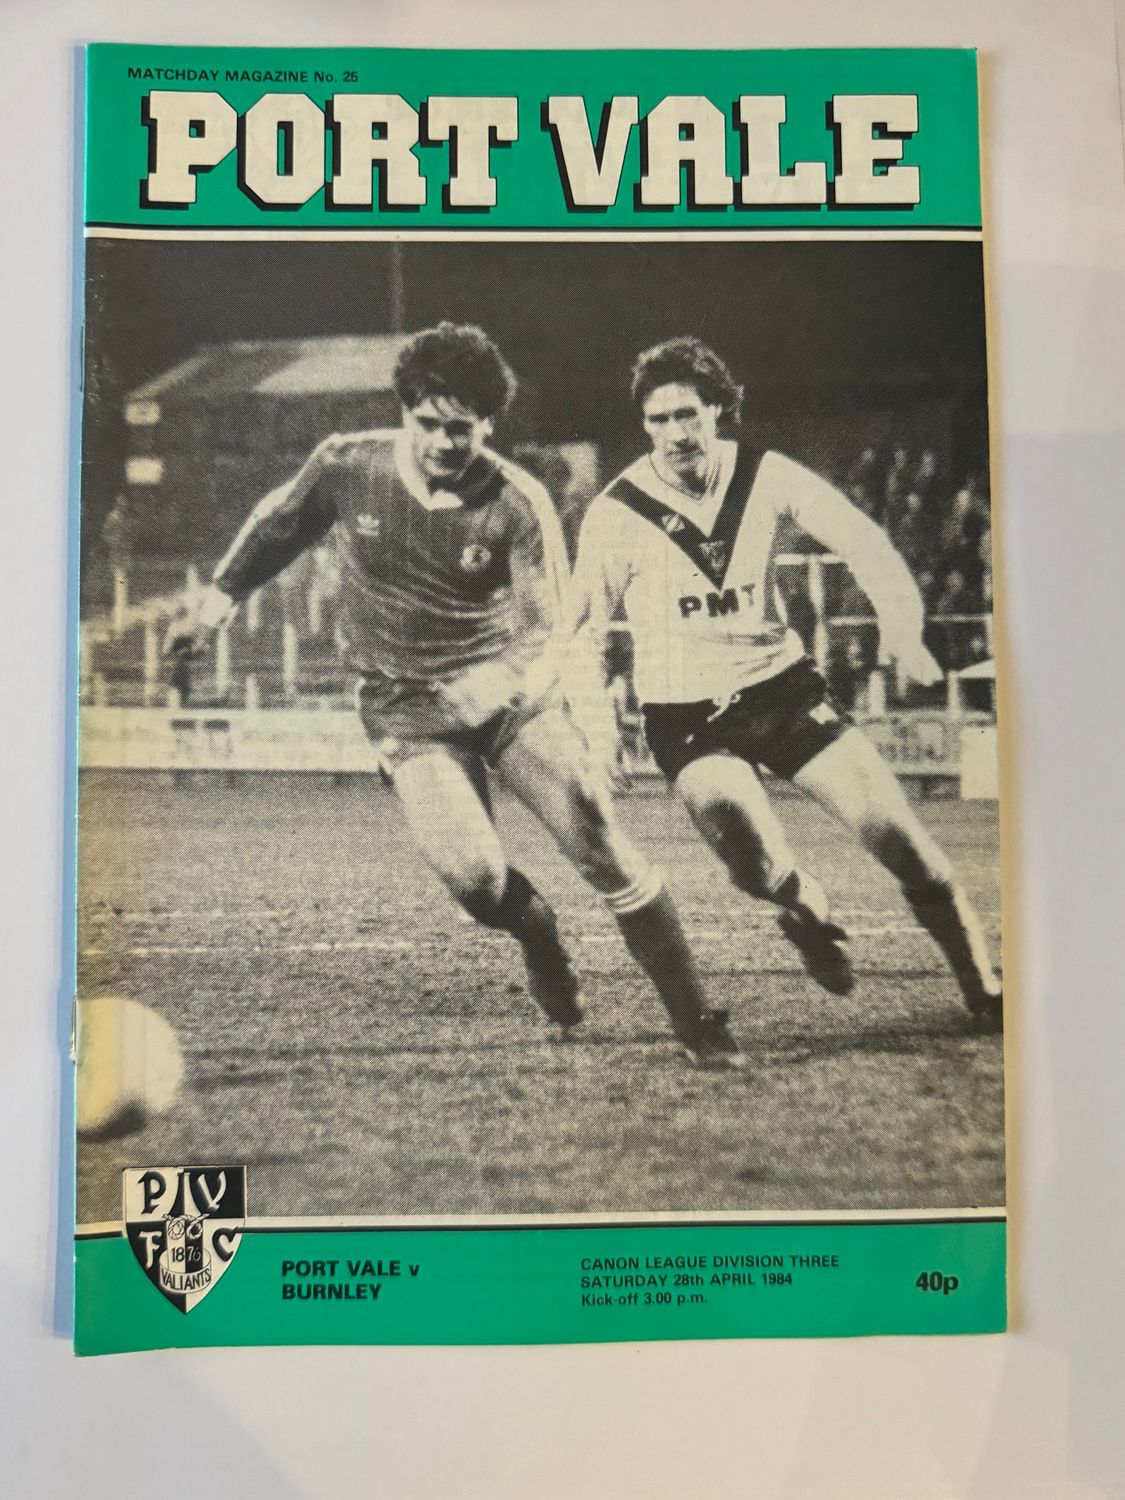 MATCHDAY MAGAZINE No. 25
PORT VALE
PMT
P V
F C
1876
VALIANTS
PORT VALE v
BURNLEY
CANON LEAGUE DIVISION THREE
SATURDAY 28th APRIL 1984
Kick-off 3.00 p.m.
40p